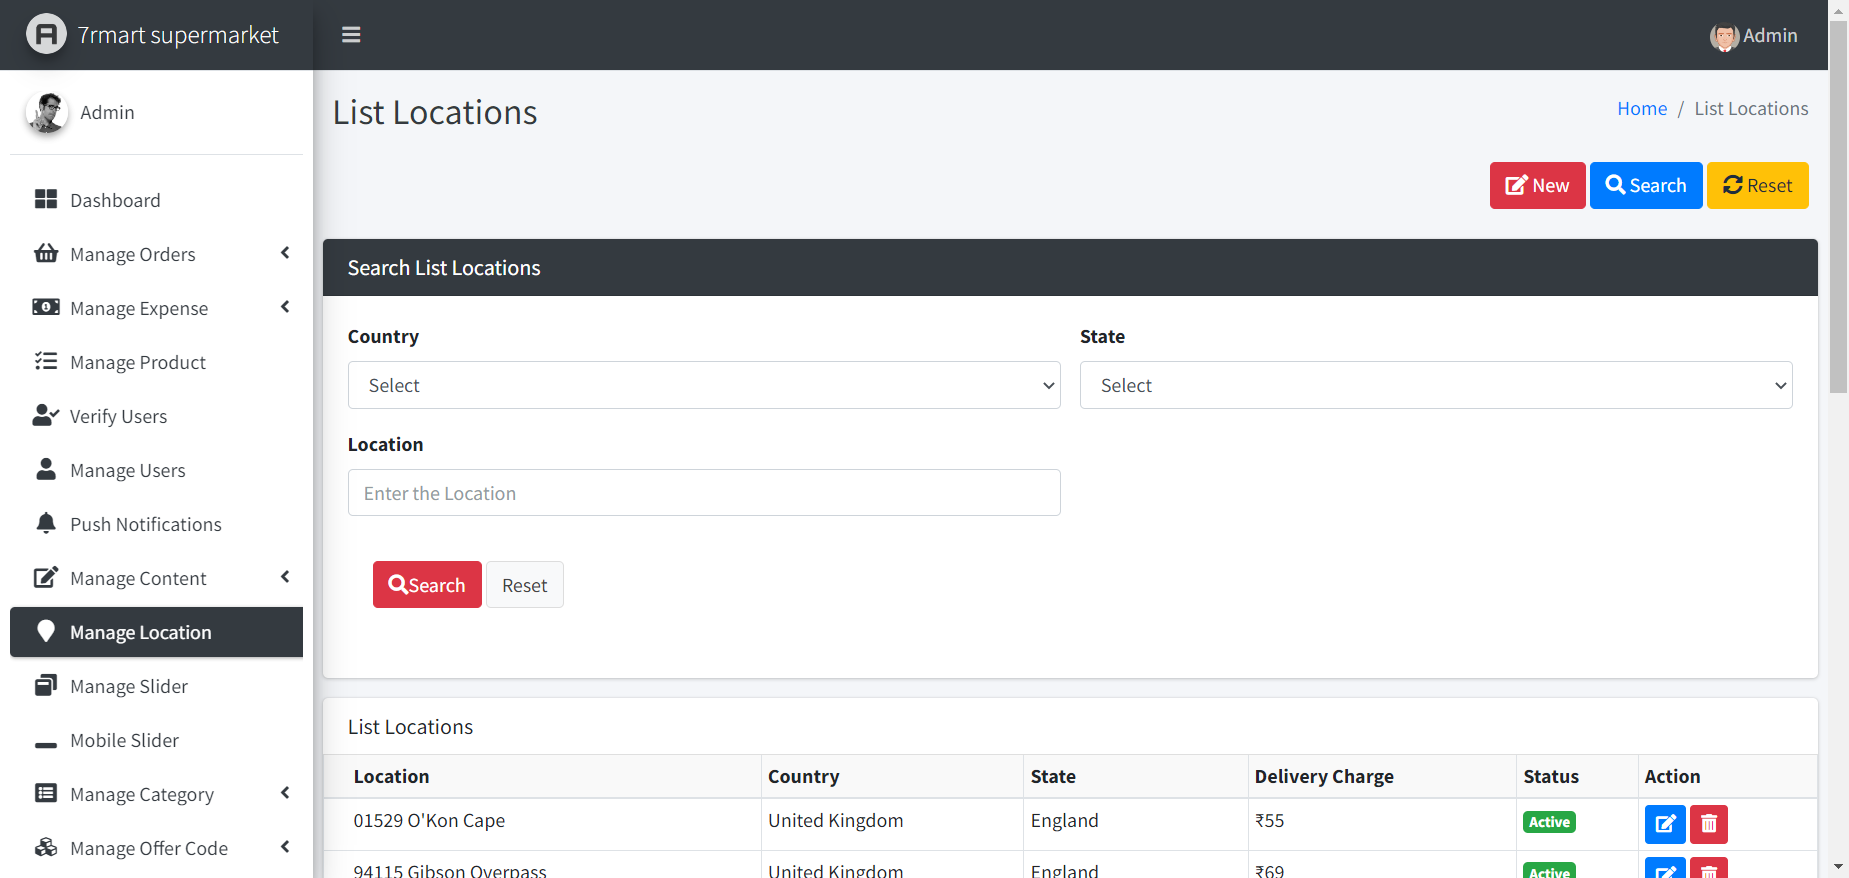 7rmart supermarket
Admin
Admin
List Locations
Home / List Locations
New
Search
Reset
Dashboard
Manage Orders
Manage Expense
Manage Product
Verify Users
Manage Users
Push Notifications
Manage Content
Manage Location
Manage Slider
Mobile Slider
Manage Category
Manage Offer Code
Search List Locations
Country
State
Select
Select
Location
Enter the Location
Search
Reset
List Locations
Location Country State Delivery Charge Status Action
01529 O'Kon Cape United Kingdom England ₹55 Active
94115 Gibson Overpass United Kingdom England ₹69 Active